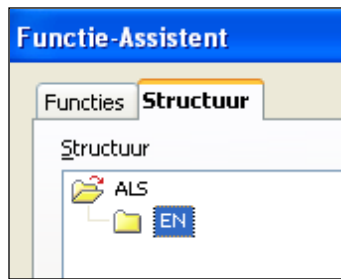 Functie-Assistent
Functies Structuur
Structuur
ALS
EN